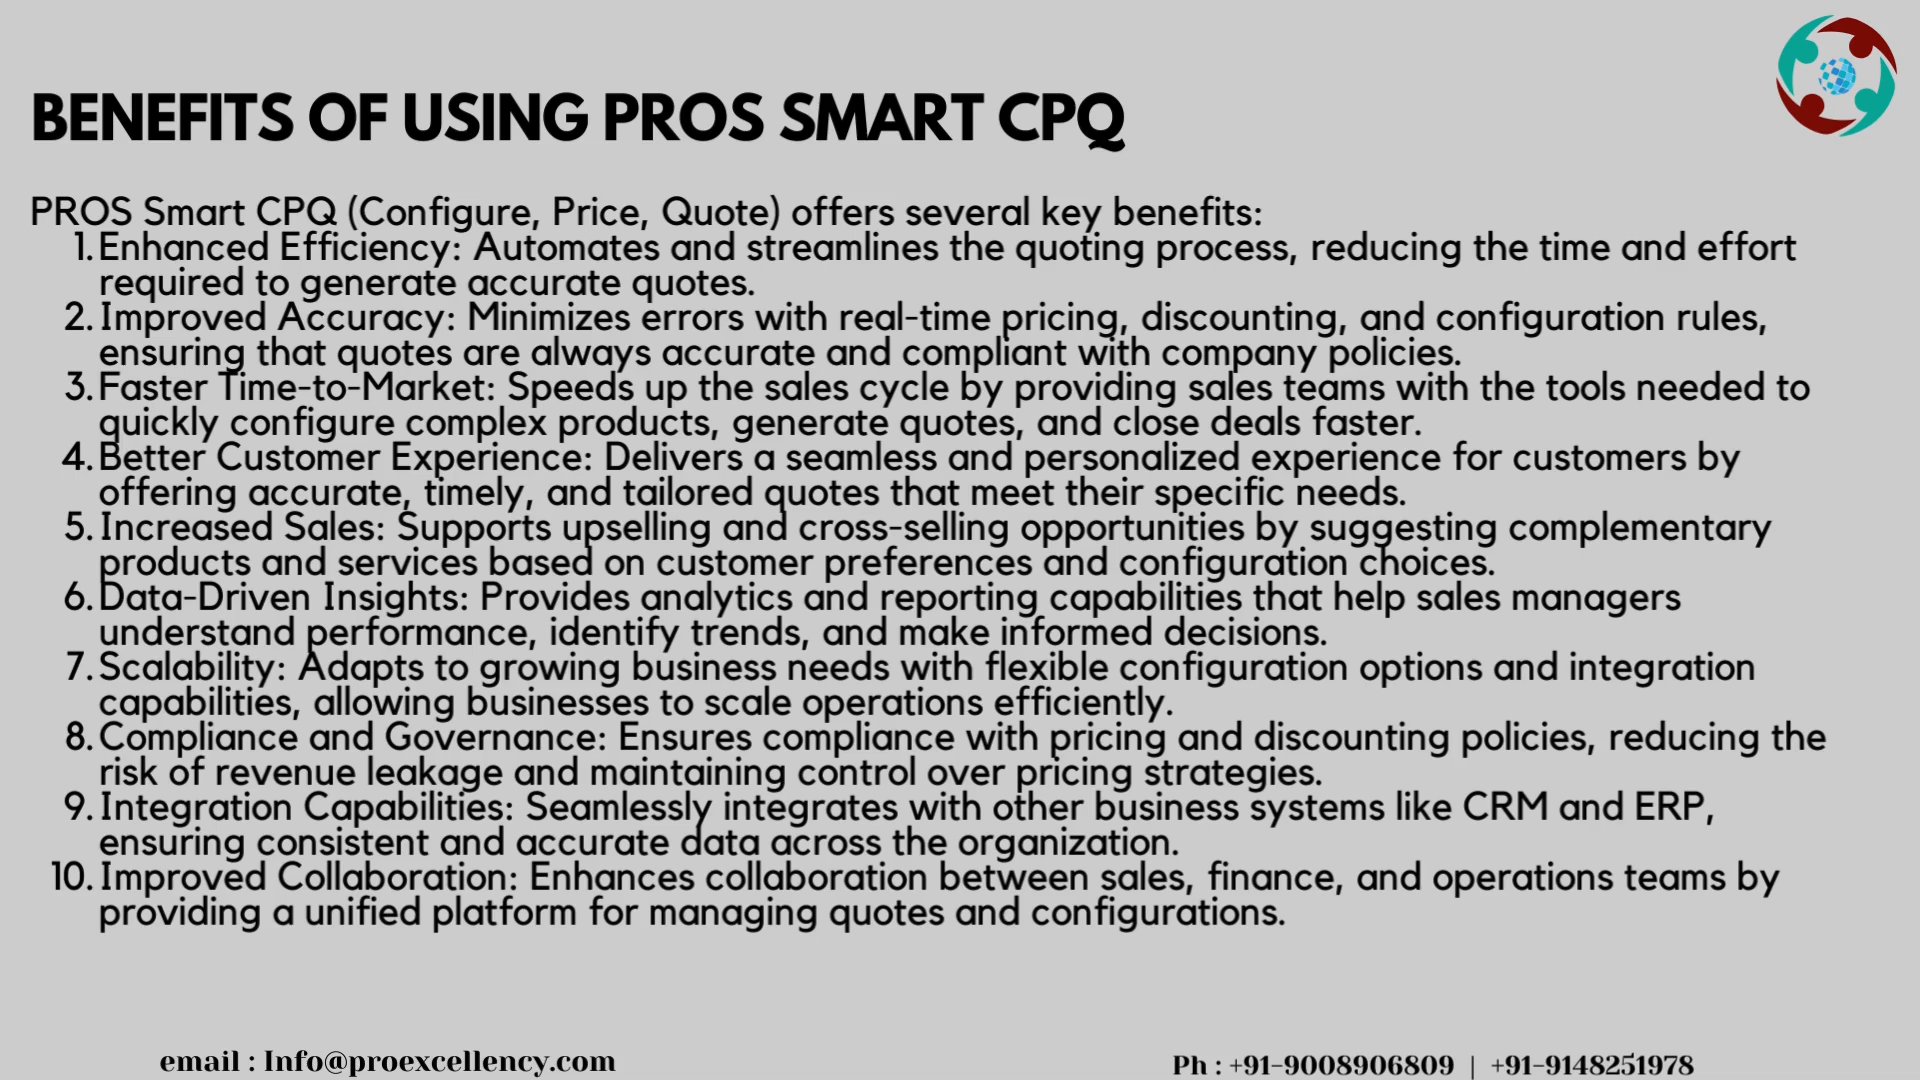 BENEFITS OF USING PROS SMART CPQ
PROS Smart CPQ (Configure, Price, Quote) offers several key benefits:
1. Enhanced Efficiency: Automates and streamlines the quoting process, reducing the time and effort
required to generate accurate quotes.
2. Improved Accuracy: Minimizes errors with real-time pricing, discounting, and configuration rules,
ensuring that quotes are always accurate and compliant with company policies.
3. Faster Time-to-Market: Speeds up the sales cycle by providing sales teams with the tools needed to
quickly configure complex products, generate quotes, and close deals faster.
4. Better Customer Experience: Delivers a seamless and personalized experience for customers by
offering accurate, timely, and tailored quotes that meet their specific needs.
5. Increased Sales: Supports upselling and cross-selling opportunities by suggesting complementary
products and services based on customer preferences and configuration choices.
6. Data-Driven Insights: Provides analytics and reporting capabilities that help sales managers
understand performance, identify trends, and make informed decisions.
7. Scalability: Adapts to growing business needs with flexible configuration options and integration
capabilities, allowing businesses to scale operations efficiently.
8. Compliance and Governance: Ensures compliance with pricing and discounting policies, reducing the
risk of revenue leakage and maintaining control over pricing strategies.
9. Integration Capabilities: Seamlessly integrates with other business systems like CRM and ERP,
ensuring consistent and accurate data across the organization.
10. Improved Collaboration: Enhances collaboration between sales, finance, and operations teams by
providing a unified platform for managing quotes and configurations.
email : Info@proexcellency.com
Ph : +91-9008906809 | +91-9148251978